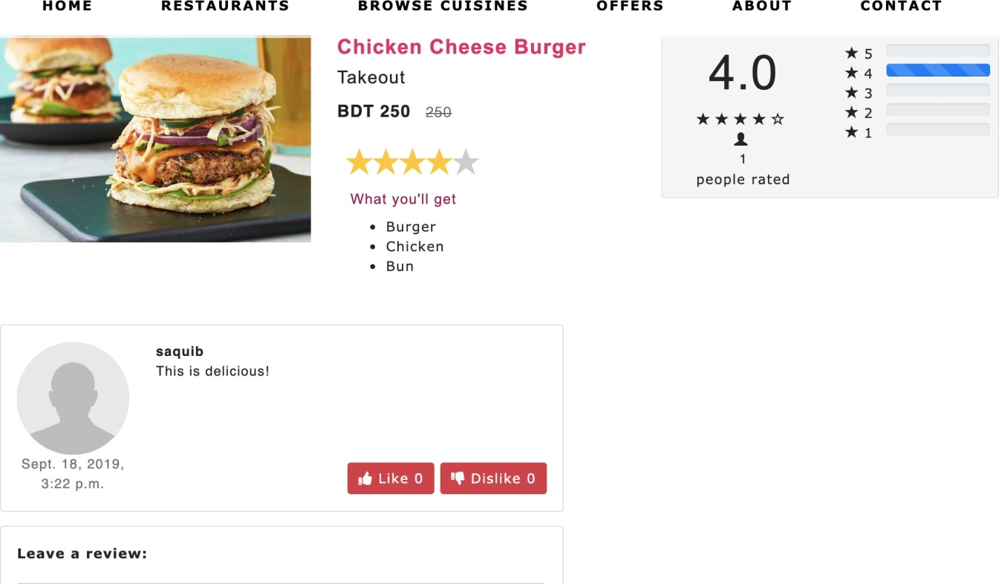 HOME RESTAURANTS BROWSE CUISINES OFFERS ABOUT CONTACT
Chicken Cheese Burger
Takeout
BDT 250 250
What you'll get
• Burger
• Chicken
• Bun
4.0
★★★★☆
1
people rated
★ 5
★ 4
★ 3
★ 2
★ 1
saquib
This is delicious!
Sept. 18, 2019,
3:22 p.m.
Like 0 Dislike 0
Leave a review: